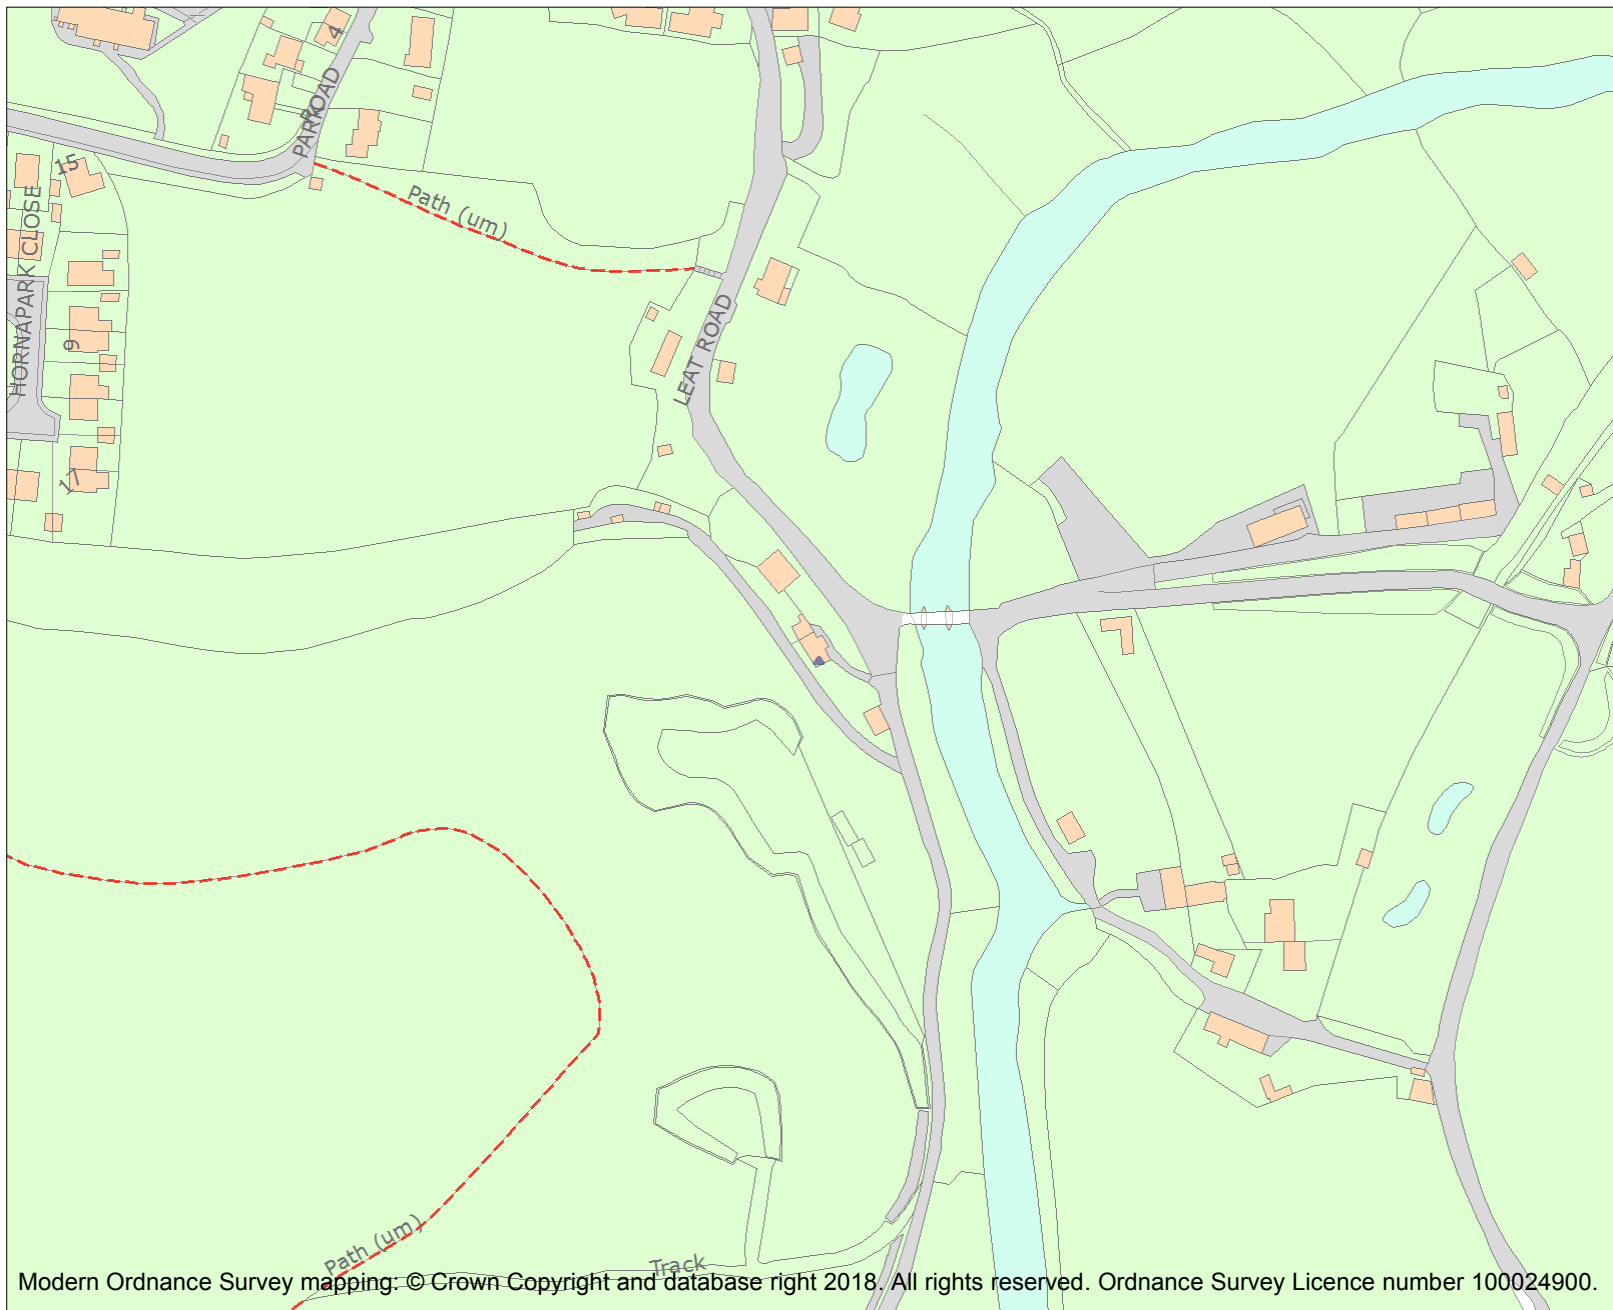 4
PARK
ROAD
15
Path (um)
HORNAPARK CLOSE
LEAT ROAD
9
17
Path (um)
Track
Modern Ordnance Survey mapping: © Crown Copyright and database right 2018. All rights reserved. Ordnance Survey Licence number 100024900.